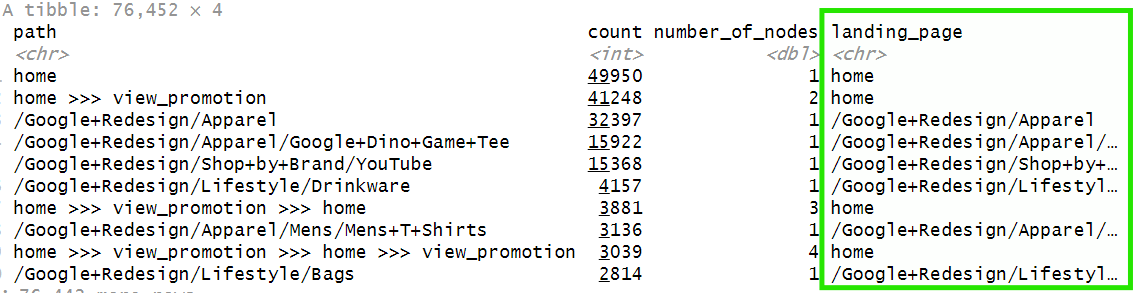 A tibble: 76,452 × 4
path count number_of_nodes landing_page
<chr> <int> <dbl> <chr>
home 49950 1 home
home >>> view_promotion 41248 2 home
/Google+Redesign/Apparel 32397 1 /Google+Redesign/Apparel
/Google+Redesign/Apparel/Google+Dino+Game+Tee 15922 1 /Google+Redesign/Apparel/…
/Google+Redesign/Shop+by+Brand/YouTube 15368 1 /Google+Redesign/Shop+by+…
/Google+Redesign/Lifestyle/Drinkware 4157 1 /Google+Redesign/Lifestyl…
home >>> view_promotion >>> home 3881 3 home
/Google+Redesign/Apparel/Mens/Mens+T+Shirts 3136 1 /Google+Redesign/Apparel/…
home >>> view_promotion >>> home >>> view_promotion 3039 4 home
/Google+Redesign/Lifestyle/Bags 2814 1 /Google+Redesign/Lifestyl…